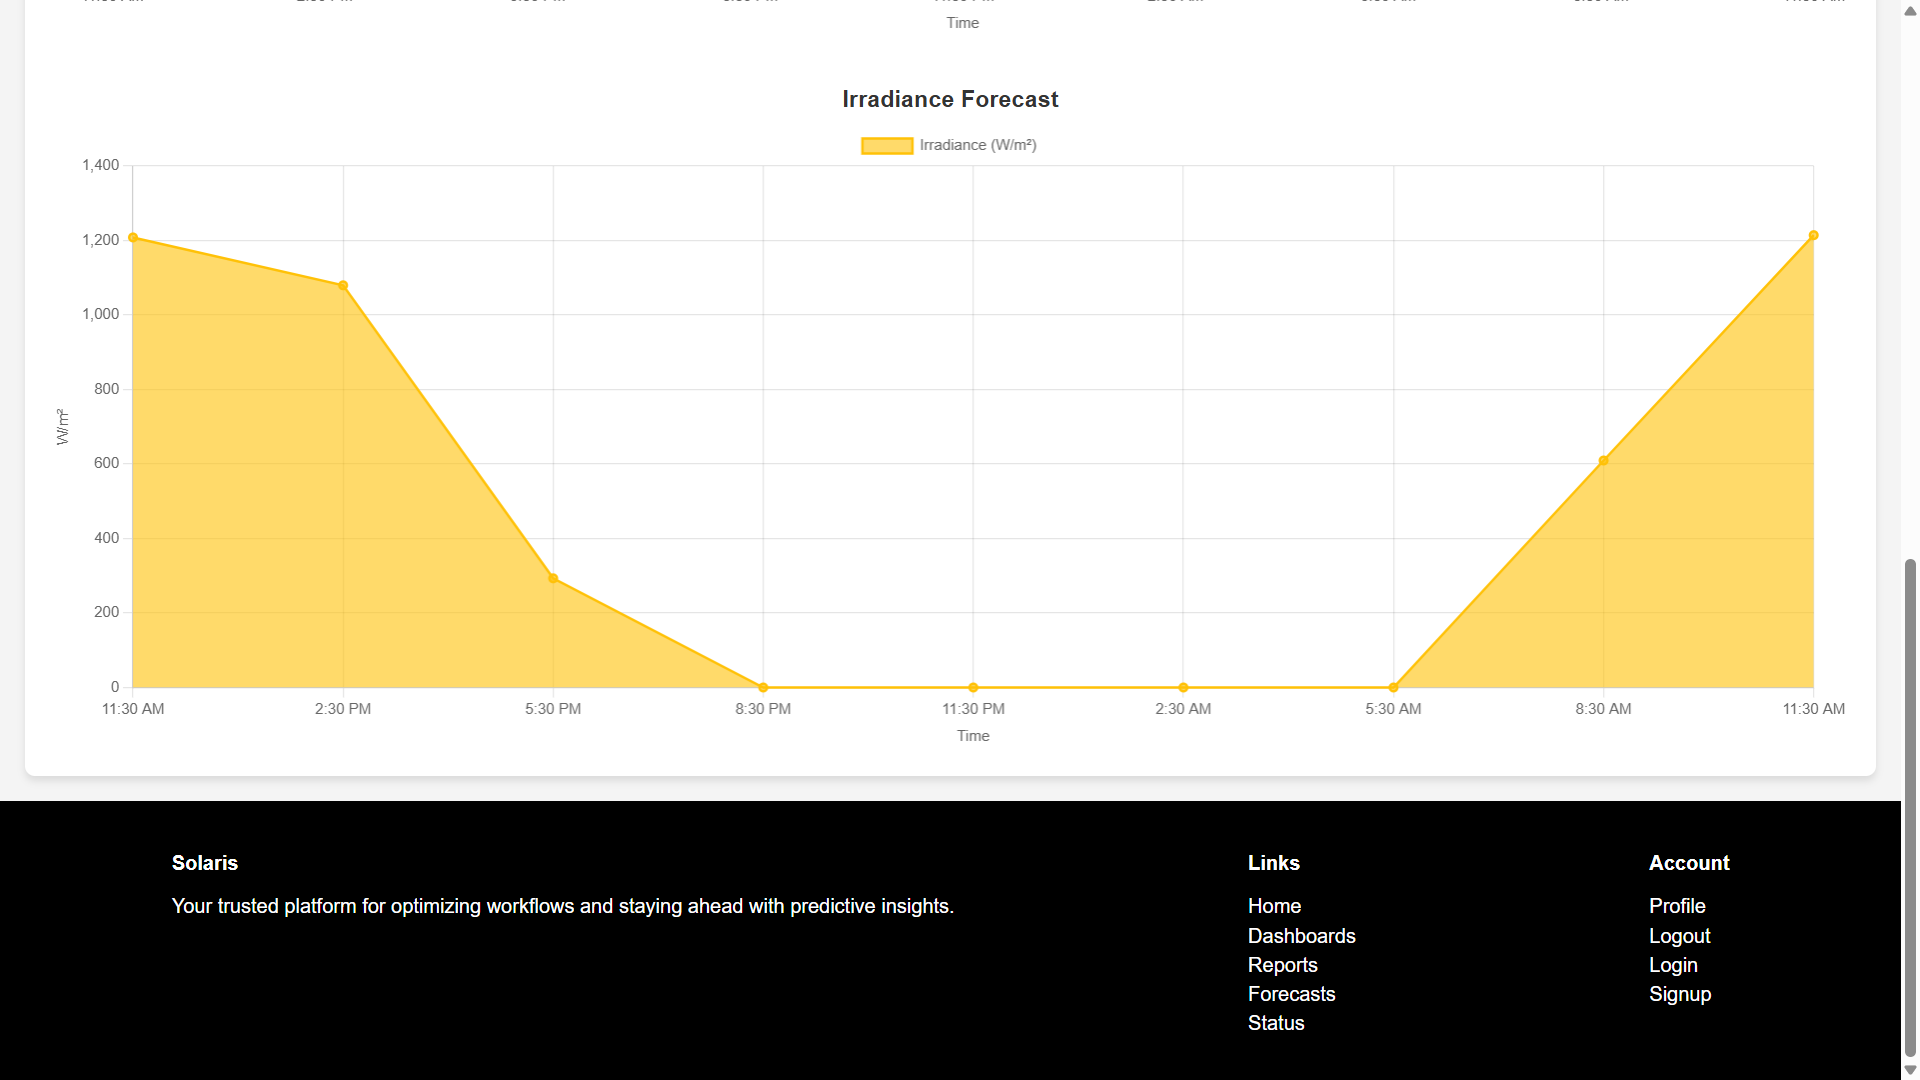 Time
Irradiance Forecast
Irradiance (W/m²)
1,400
1,200
1,000
800
600
400
200
0
W/m²
11:30 AM 2:30 PM 5:30 PM 8:30 PM 11:30 PM 2:30 AM 5:30 AM 8:30 AM 11:30 AM
Time
Solaris
Your trusted platform for optimizing workflows and staying ahead with predictive insights.
Links
Home
Dashboards
Reports
Forecasts
Status
Account
Profile
Logout
Login
Signup